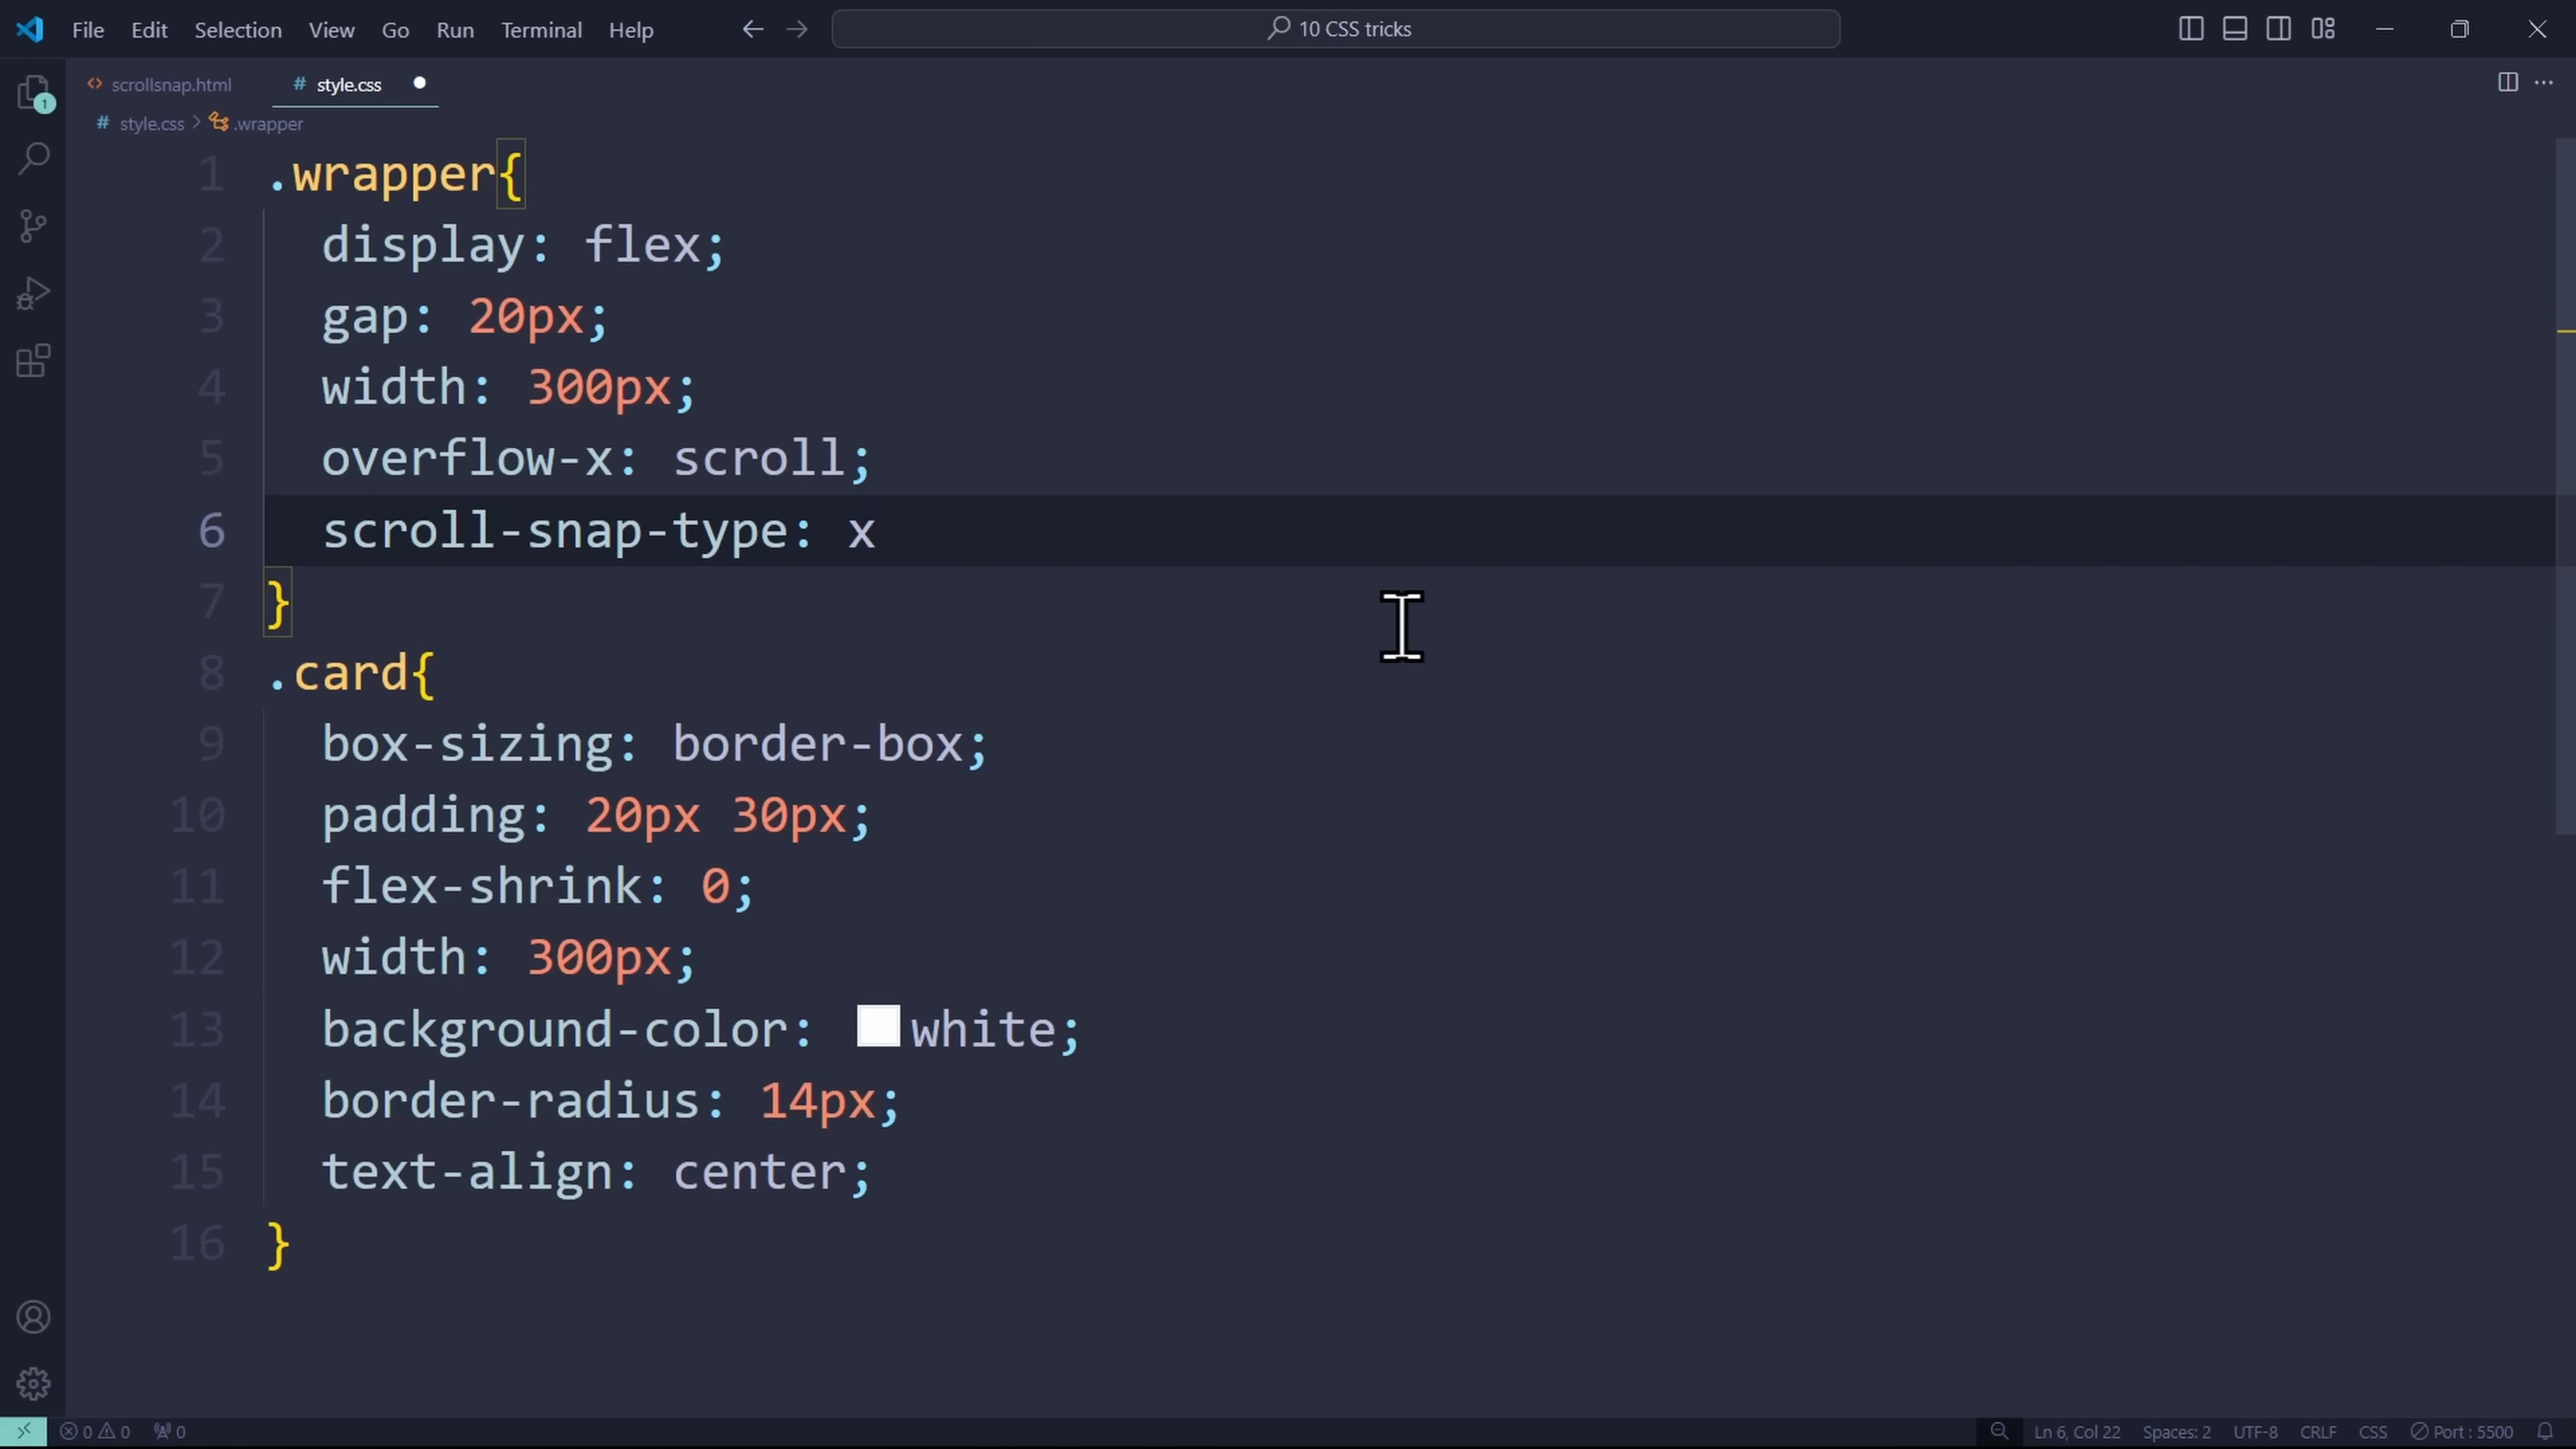 File Edit Selection View Go Run Terminal Help 10 CSS tricks
scrollsnap.html # style.css
# style.css > .wrapper
1
1 .wrapper{
2 display: flex;
3 gap: 20px;
4 width: 300px;
5 overflow-x: scroll;
6 scroll-snap-type: x
7 }
8 .card{
9 box-sizing: border-box;
10 padding: 20px 30px;
11 flex-shrink: 0;
12 width: 300px;
13 background-color: white;
14 border-radius: 14px;
15 text-align: center;
16 }
0 0 0 Ln 6, Col 22 Spaces: 2 UTF-8 CRLF CSS Port : 5500